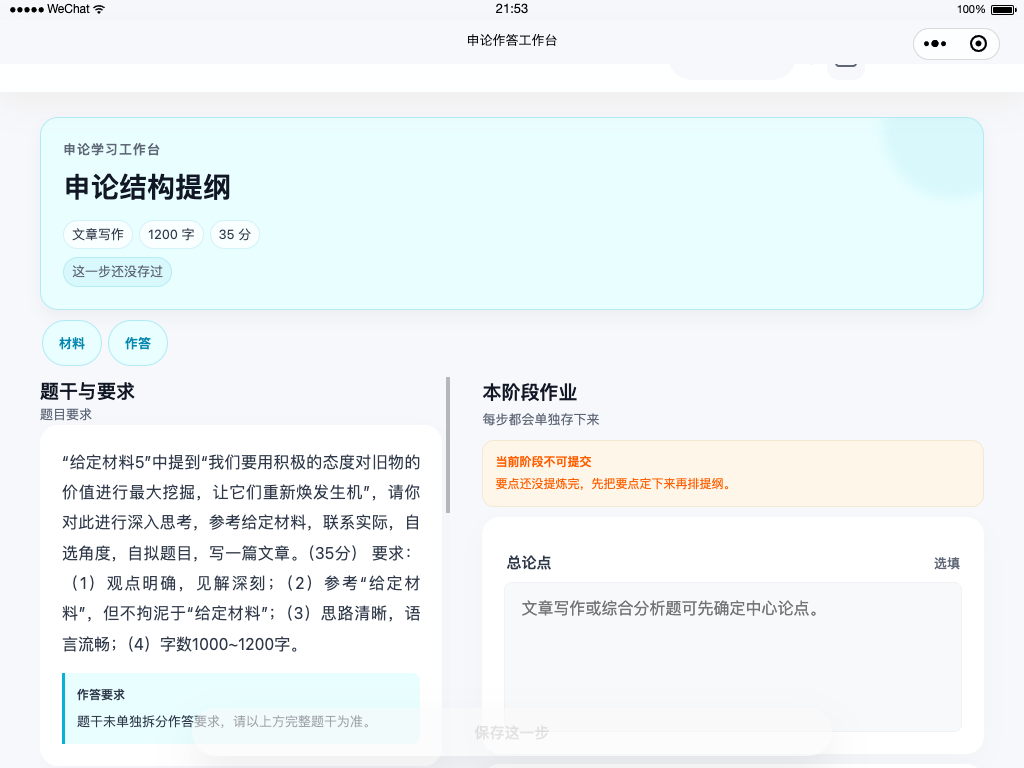 WeChat
21:53
100%
申论作答工作台
申论学习工作台
申论结构提纲
文章写作
1200 字
35 分
这一步还没存过
材料
作答
题干与要求
题目要求
“给定材料5”中提到“我们要用积极的态度对旧物的
价值进行最大挖掘，让它们重新焕发生机”，请你
对此进行深入思考，参考给定材料，联系实际，自
选角度，自拟题目，写一篇文章。（35分） 要求：
（1）观点明确，见解深刻；（2）参考“给定材
料”，但不拘泥于“给定材料”；（3）思路清晰，语
言流畅；（4）字数1000~1200字。
作答要求
题干未单独拆分作答要求，请以上方完整题干为准。
本阶段作业
每步都会单独存下来
当前阶段不可提交
要点还没提炼完，先把要点定下来再排提纲。
总论点
选填
文章写作或综合分析题可先确定中心论点。
保存这一步